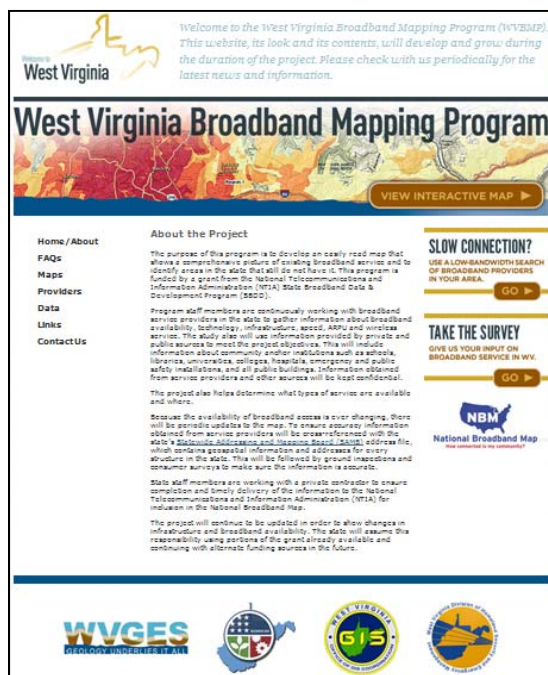 Welcome to the West Virginia Broadband Mapping Program (WVBMP).
This website, its look and its contents, will develop and grow during
the duration of the project. Please check with us periodically for the
latest news and information.
Welcome to
West Virginia
West Virginia Broadband Mapping Program
VIEW INTERACTIVE MAP
Home/About
FAQs
Maps
Providers
Data
Links
Contact Us
About the Project
The purpose of this program is to develop an easily read map that
shows a comprehensive picture of existing broadband service and to
identify areas in the state that still do not have it. This program is
funded by a grant from the National Telecommunications and
Information Administration (NTIA) State Broadband Data &
Development Program (SBDD).
Program staff members are continuously working with broadband
service providers in the state to gather information about broadband
availability, technology, infrastructure, speed, ARPU and wireless
service. The study also will use information provided by private and
public sources to meet the project objectives. This will include
information about community anchor institutions such as schools,
libraries, universities, colleges, hospitals, emergency and public
safety installations, and all public buildings. Information obtained
from service providers and other sources will be kept confidential.
The project also helps determine what types of service are available
and where.
Because the availability of broadband access is ever changing, there
will be periodic updates to the map. To ensure accuracy information
obtained from service providers will be cross-referenced with the
state's Statewide Addressing and Mapping Board (SAMB) address file,
which contains geospatial information and addresses for every
structure in the state. This will be followed by ground inspections and
consumer surveys to make sure the information is accurate.
State staff members are working with a private contractor to ensure
completion and timely delivery of the information to the National
Telecommunications and Information Administration (NTIA) for
inclusion in the National Broadband Map.
The project will continue to be updated in order to show changes in
infrastructure and broadband availability. The state will assume this
responsibility using portions of the grant already available and
continuing with alternate funding sources in the future.
SLOW CONNECTION?
USE A LOW-BANDWIDTH SEARCH
OF BROADBAND PROVIDERS
IN YOUR AREA.
GO
TAKE THE SURVEY
GIVE US YOUR INPUT ON
BROADBAND SERVICE IN WV.
GO
NBM
National Broadband Map
How connected is my community?
WVGES
GEOLOGY UNDERLIES IT ALL
WEST VIRGINIA
GIS
OFFICE OF GIS COORDINATION